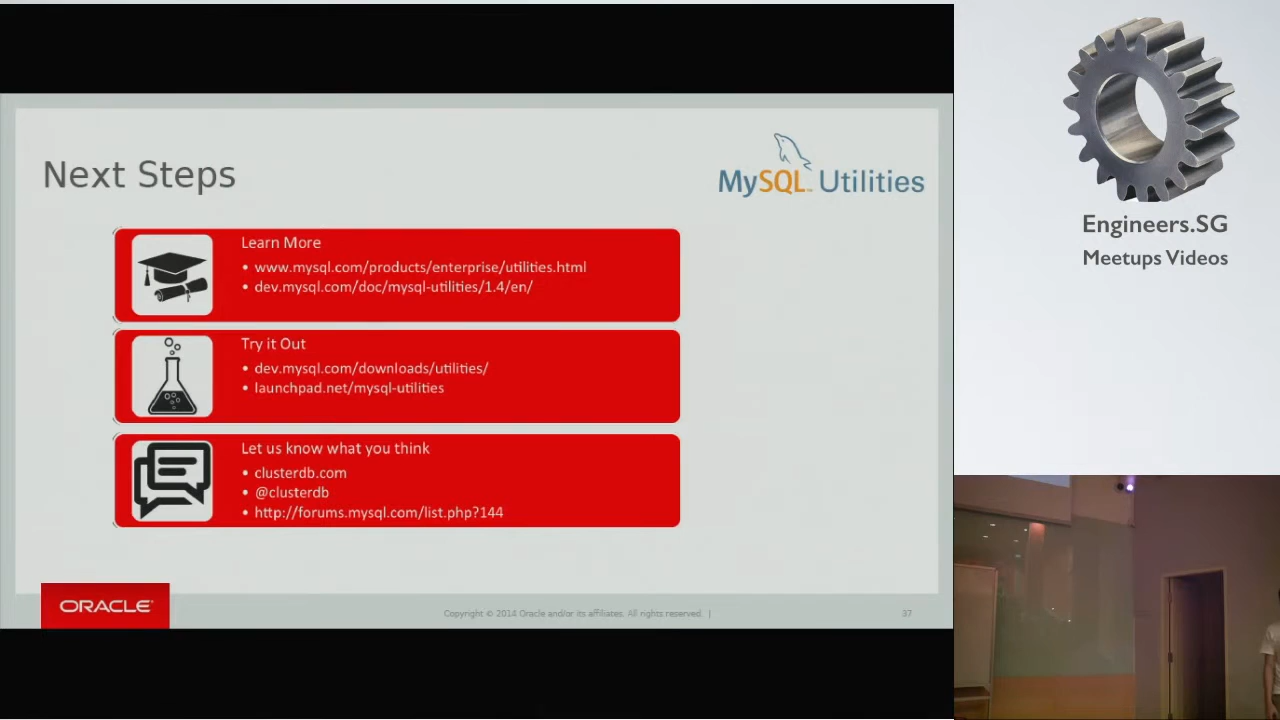 Next Steps
MySQL™ Utilities
Learn More
• www.mysql.com/products/enterprise/utilities.html
• dev.mysql.com/doc/mysql-utilities/1.4/en/
Try it Out
• dev.mysql.com/downloads/utilities/
• launchpad.net/mysql-utilities
Let us know what you think
• clusterdb.com
• @clusterdb
• http://forums.mysql.com/list.php?144
ORACLE®
Copyright © 2014 Oracle and/or its affiliates. All rights reserved. |
37
Engineers.SG
Meetups Videos